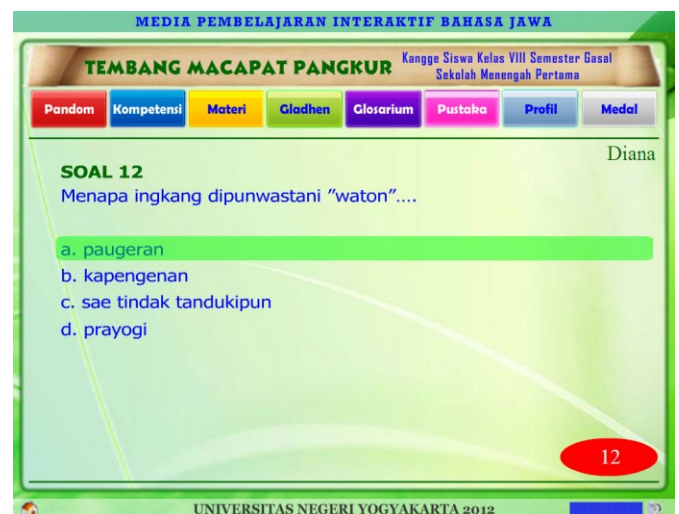 MEDIA PEMBELAJARAN INTERAKTIF BAHASA JAWA
TEMBANG MACAPAT PANGKUR
Kangge Siswa Kelas VIII Semester Gasal
Sekolah Menengah Pertama
Pandom Kompetensi Materi Gladhen Glosarium Pustaka Profil Medal
Diana
SOAL 12
Menapa ingkang dipunwastani "waton"....
a. paugeran
b. kapengenan
c. sae tindak tandukipun
d. prayogi
12
UNIVERSITAS NEGERI YOGYAKARTA 2012